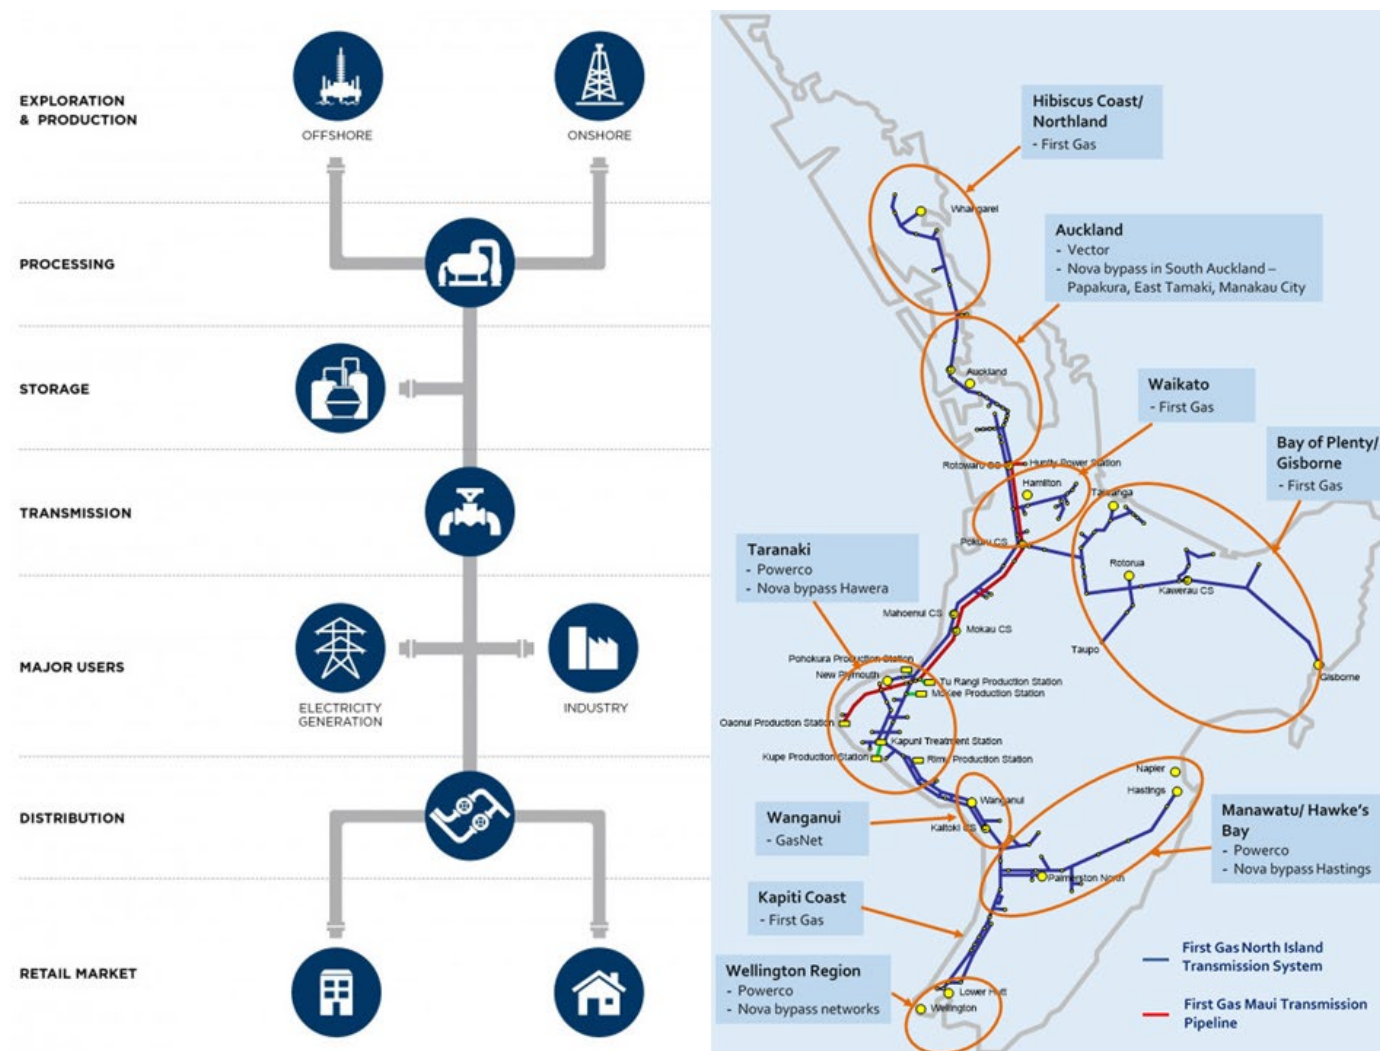 EXPLORATION
& PRODUCTION
OFFSHORE
ONSHORE
PROCESSING
STORAGE
TRANSMISSION
MAJOR USERS
ELECTRICITY
GENERATION
INDUSTRY
DISTRIBUTION
RETAIL MARKET
Hibiscus Coast/
Northland
- First Gas
Whangarei
Auckland
- Vector
- Nova bypass in South Auckland –
Papakura, East Tamaki, Manakau City
Auckland
Waikato
- First Gas
Bay of Plenty/
Gisborne
- First Gas
Rotowaru CS
Huntly Power Station
Hamilton
Tauranga
Pokuru CS
Taranaki
- Powerco
- Nova bypass Hawera
Rotorua
Kawerau CS
Mahoenui CS
Mokau CS
Taupo
Gisborne
Pohokura Production Station
New Plymouth
Tu Rangi Production Station
McKee Production Station
Oaonui Production Station
Kapuni Treatment Station
Kupe Production Station
Rimu Production Station
Napier
Hastings
Wanganui
Kaitoki CS
Wanganui
- GasNet
Manawatu/ Hawke's
Bay
- Powerco
- Nova bypass Hastings
Palmerston North
Kapiti Coast
- First Gas
Wellington Region
- Powerco
- Nova bypass networks
Lower Hutt
Wellington
First Gas North Island
Transmission System
First Gas Maui Transmission
Pipeline